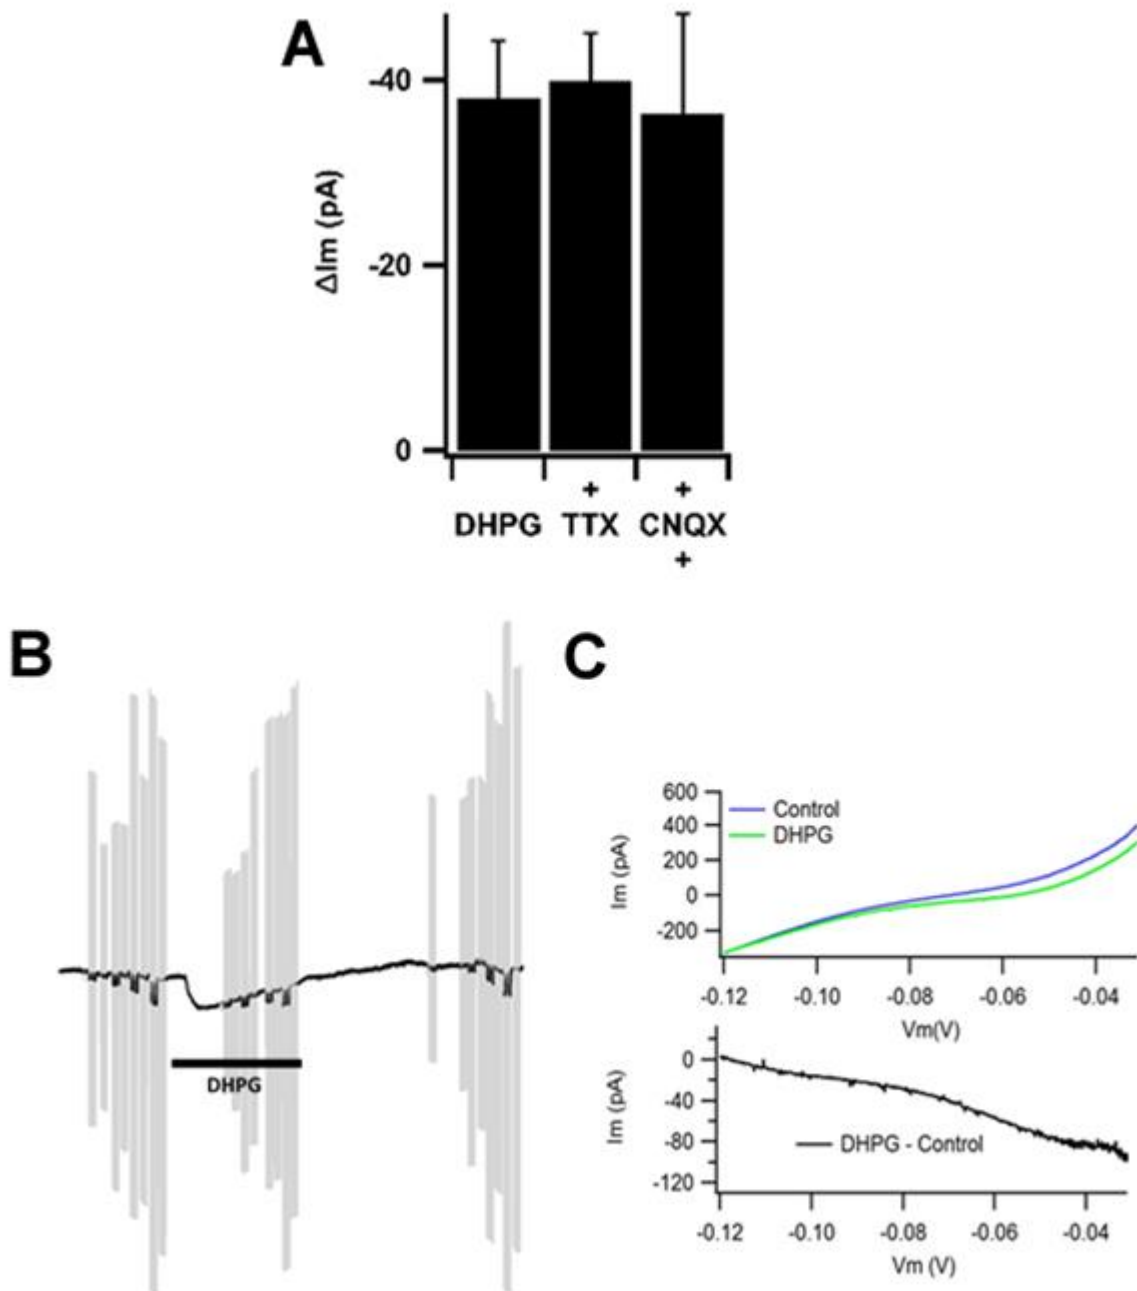 A
-40
-20
0
ΔIm (pA)
+ +
DHPG TTX CNQX
+
B
DHPG
C
600
400
200
0
-200
Im (pA)
Control
DHPG
-0.12 -0.10 -0.08 -0.06 -0.04
Vm(V)
0
-40
-80
-120
Im (pA)
DHPG - Control
-0.12 -0.10 -0.08 -0.06 -0.04
Vm (V)